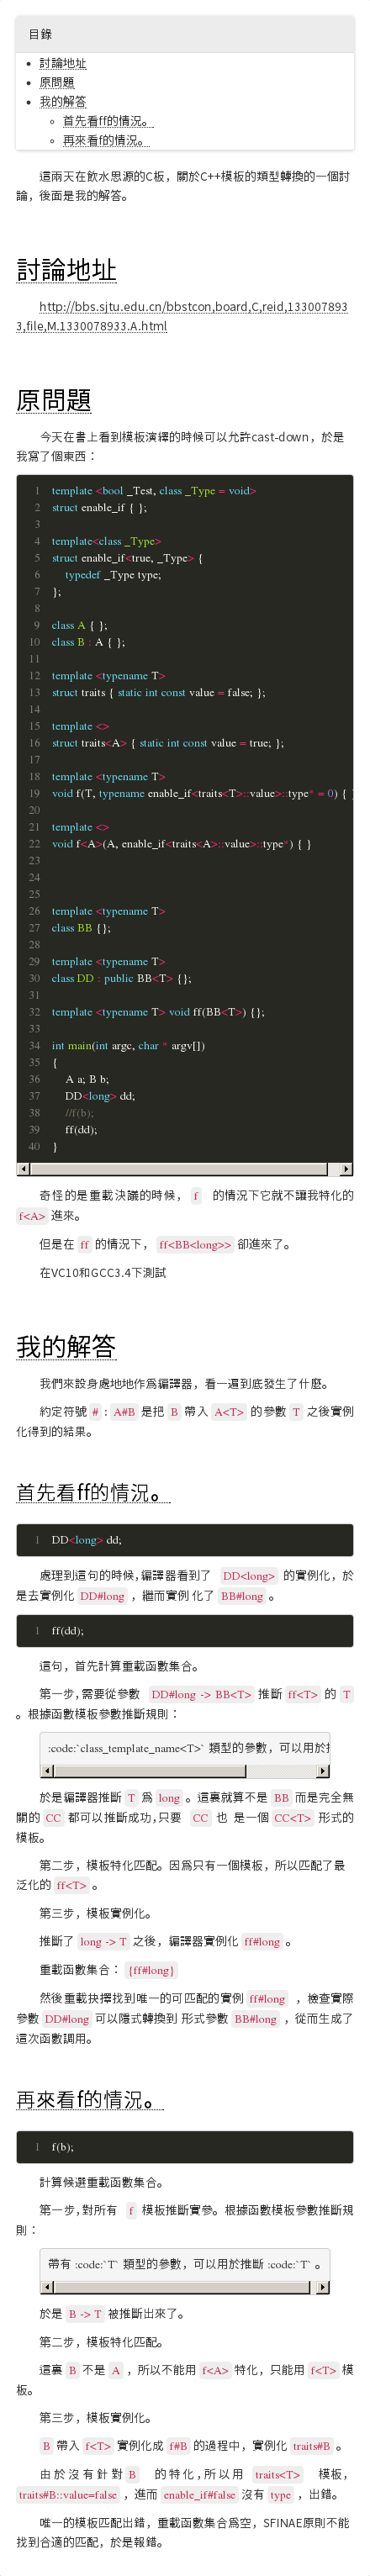 目錄
討論地址
原問題
我的解答
首先看ff的情況。
再來看f的情況。
這兩天在飲水思源的C板，關於C++模板的類型轉換的一個討
論，後面是我的解答。
討論地址
http://bbs.sjtu.edu.cn/bbstcon,board,C,reid,133007893
3,file,M.1330078933.A.html
原問題
今天在書上看到模板演繹的時候可以允許cast-down，於是
我寫了個東西：
1 template <bool _Test, class _Type = void>
2 struct enable_if { };
3
4 template<class _Type>
5 struct enable_if<true, _Type> {
6 typedef _Type type;
7 };
8
9 class A { };
10 class B : A { };
11
12 template <typename T>
13 struct traits { static int const value = false; };
14
15 template <>
16 struct traits<A> { static int const value = true; };
17
18 template <typename T>
19 void f(T, typename enable_if<traits<T>::value>::type* = 0) { }
20
21 template <>
22 void f<A>(A, enable_if<traits<A>::value>::type*) { }
23
24
25
26 template <typename T>
27 class BB {};
28
29 template <typename T>
30 class DD : public BB<T> {};
31
32 template <typename T> void ff(BB<T>) {};
33
34 int main(int argc, char * argv[])
35 {
36 A a; B b;
37 DD<long> dd;
38 //f(b);
39 ff(dd);
40 }
奇怪的是重載決議的時候， f 的情況下它就不讓我特化的
f<A> 進來。
但是在 ff 的情況下， ff<BB<long>> 卻進來了。
在VC10和GCC3.4下測試
我的解答
我們來設身處地地作爲編譯器，看一遍到底發生了什麼。
約定符號 # : A#B 是把 B 帶入 A<T> 的參數 T 之後實例
化得到的結果。
首先看ff的情況。
1 DD<long> dd;
處理到這句的時候，編譯器看到了 DD<long> 的實例化，於
是去實例化 DD#long ，繼而實例化了 BB#long 。
1 ff(dd);
這句，首先計算重載函數集合。
第一步，需要從參數 DD#long -> BB<T> 推斷 ff<T> 的 T
。根據函數模板參數推斷規則：
:code:`class_template_name<T>` 類型的參數，可以用於推
於是編譯器推斷 T 爲 long 。這裏就算不是 BB 而是完全無
關的 CC 都可以推斷成功，只要 CC 也 是一個 CC<T> 形式的
模板。
第二步，模板特化匹配。因爲只有一個模板，所以匹配了最
泛化的 ff<T> 。
第三步，模板實例化。
推斷了 long -> T 之後，編譯器實例化 ff#long 。
重載函數集合： {ff#long}
然後重載抉擇找到唯一的可匹配的實例 ff#long ，檢查實際
參數 DD#long 可以隱式轉換到 形式參數 BB#long ，從而生成了
這次函數調用。
再來看f的情況。
1 f(b);
計算候選重載函數集合。
第一步，對所有 f 模板推斷實參。根據函數模板參數推斷規
則：
帶有 :code:`T` 類型的參數，可以用於推斷 :code:`T` 。
於是 B -> T 被推斷出來了。
第二步，模板特化匹配。
這裏 B 不是 A ，所以不能用 f<A> 特化，只能用 f<T> 模
板。
第三步，模板實例化。
B 帶入 f<T> 實例化成 f#B 的過程中，實例化 traits#B 。
由於沒有針對 B 的特化，所以用 traits<T> 模板，
traits#B::value=false ，進而 enable_if#false 沒有 type ，出錯。
唯一的模板匹配出錯，重載函數集合爲空，SFINAE原則不能
找到合適的匹配，於是報錯。